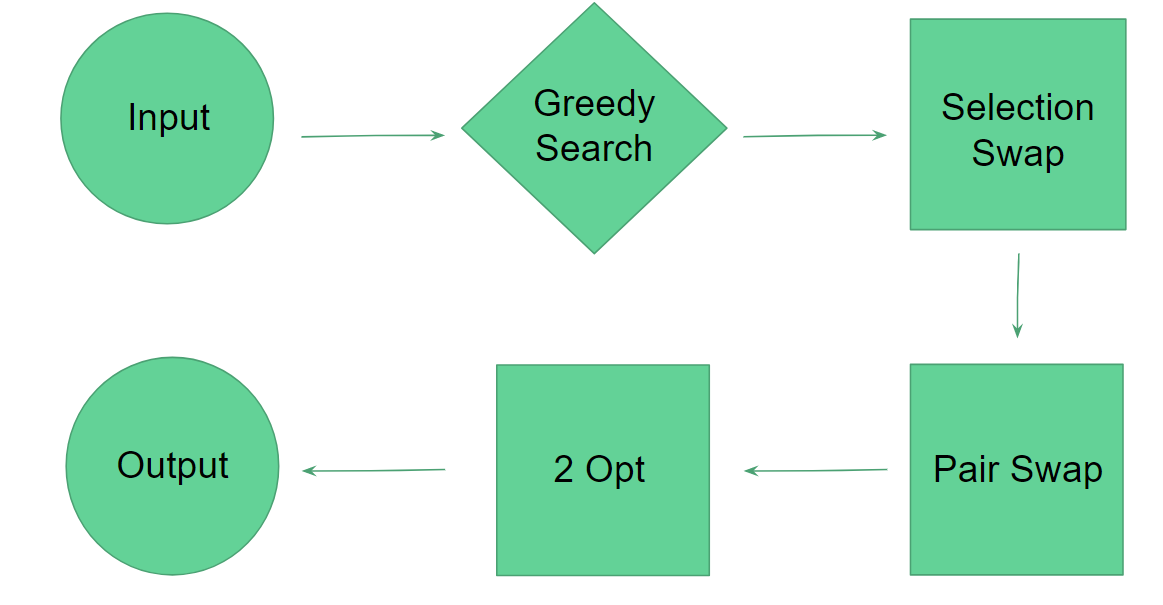 Input
Greedy
Search
Selection
Swap
Output
2 Opt
Pair Swap